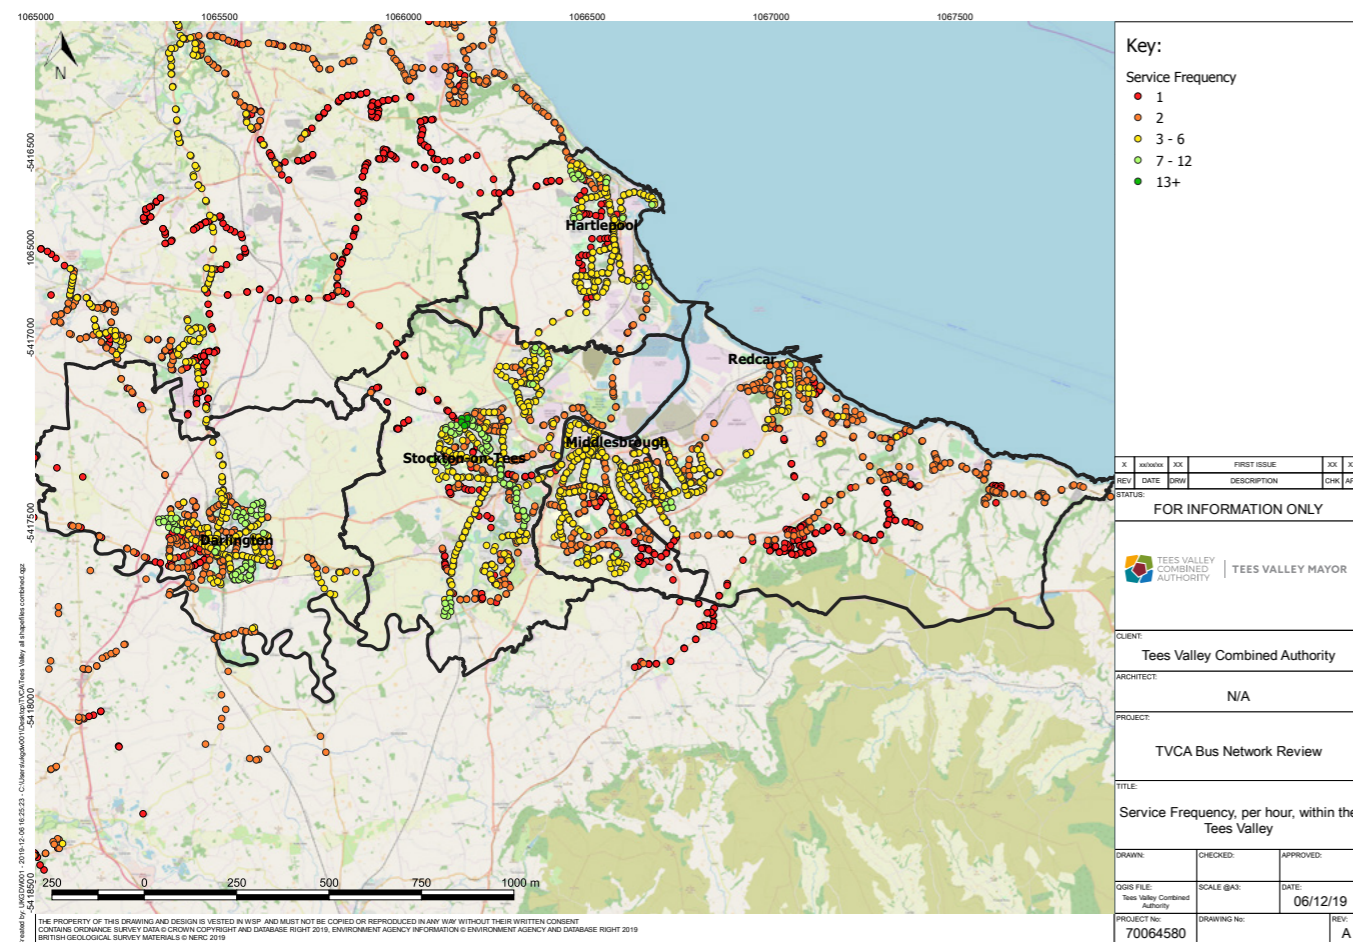 1065000 1065500 1066000 1066500 1067000 1067500
-5416500
1065000
-5417000
-5417500
-5418000
-5418500
N
Hartlepool
Redcar
Middlesbrough
Stockton-on-Tees
Darlington
250 0 250 500 750 1000 m
THE PROPERTY OF THIS DRAWING AND DESIGN IS VESTED IN WSP AND MUST NOT BE COPIED OR REPRODUCED IN ANY WAY WITHOUT THEIR WRITTEN CONSENT
CONTAINS ORDNANCE SURVEY DATA © CROWN COPYRIGHT AND DATABASE RIGHT 2019, ENVIRONMENT AGENCY INFORMATION © ENVIRONMENT AGENCY AND DATABASE RIGHT 2019
BRITISH GEOLOGICAL SURVEY MATERIALS © NERC 2019
Key:
Service Frequency
1
2
3 - 6
7 - 12
13+
X xx/xx/xx XX FIRST ISSUE XX
REV DATE DRW DESCRIPTION CHK
STATUS:
FOR INFORMATION ONLY
TEES VALLEY
COMBINED
AUTHORITY
TEES VALLEY MAYOR
CLIENT:
Tees Valley Combined Authority
ARCHITECT:
N/A
PROJECT:
TVCA Bus Network Review
TITLE:
Service Frequency, per hour, within the
Tees Valley
DRAWN: CHECKED: APPROVED:
QGIS FILE: SCALE @A3: DATE:
Tees Valley Combined
Authority
06/12/19
PROJECT No: DRAWING No: REV:
70064580 A